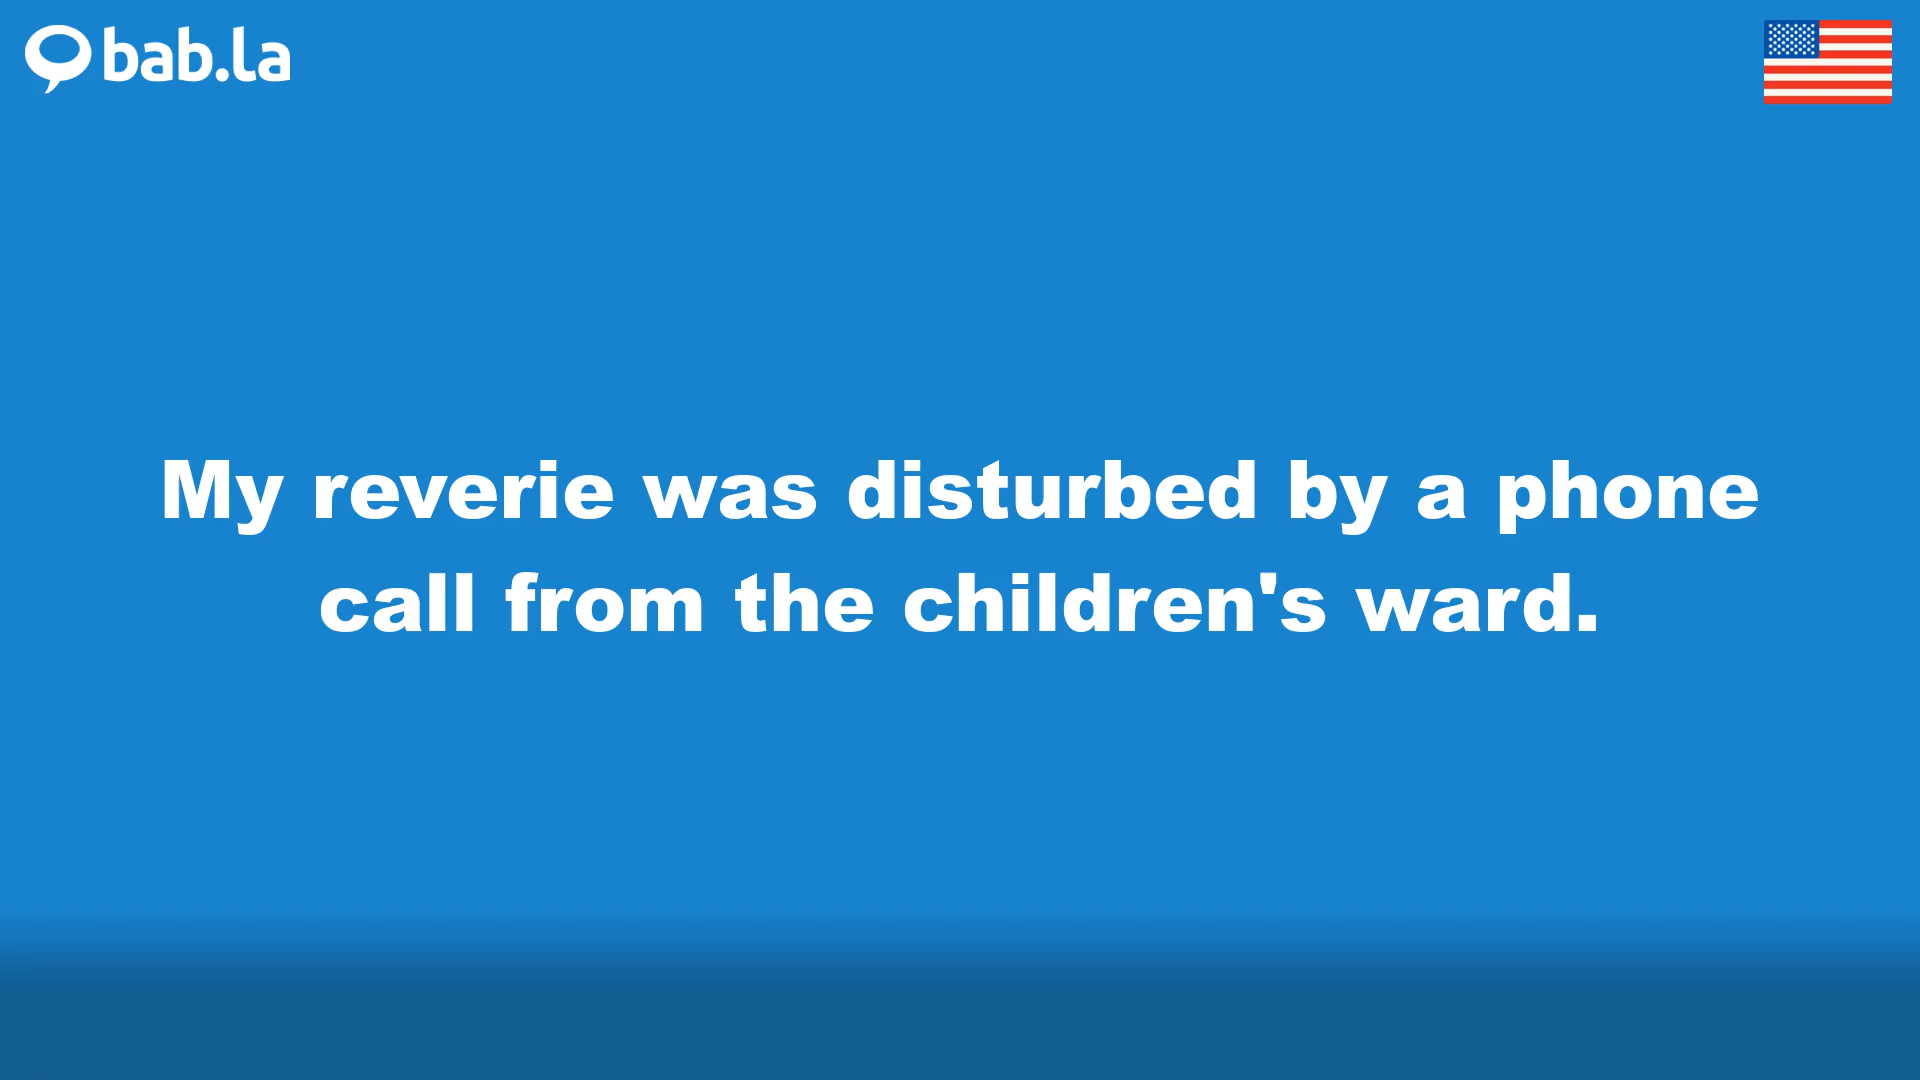 bab.la
My reverie was disturbed by a phone
call from the children's ward.